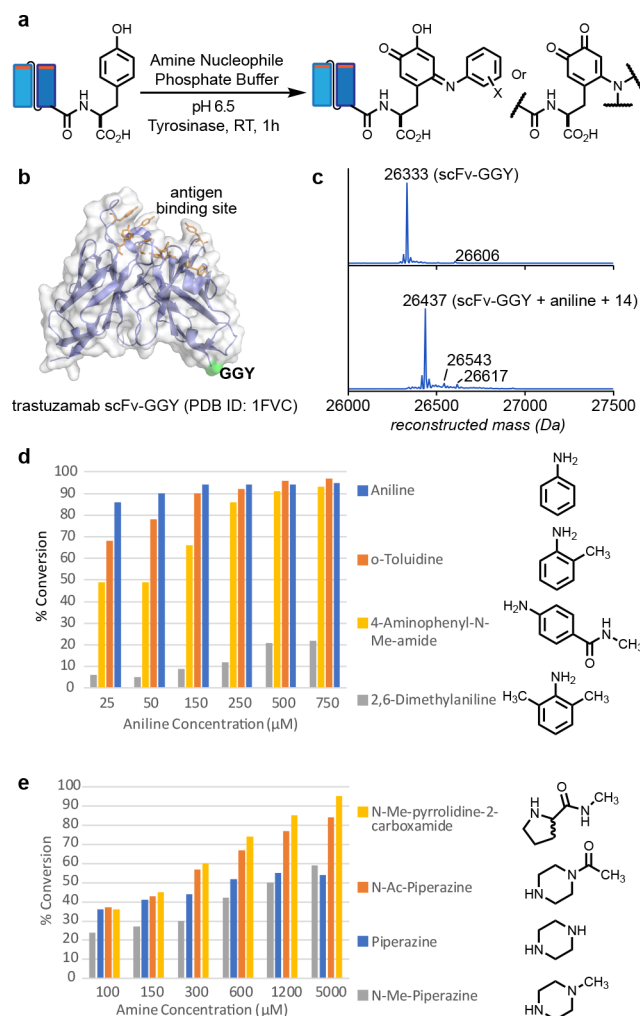 a
OH
Amine Nucleophile
Phosphate Buffer
pH 6.5
Tyrosinase, RT, 1h
N
H
O
CO₂H
OH
O
N
X
H
N
O
CO₂H
Or
O
O
N
H
N
O
CO₂H
b
antigen
binding site
GGY
trastuzamab scFv-GGY (PDB ID: 1FVC)
c
26333 (scFv-GGY)
26606
26437 (scFv-GGY + aniline + 14)
26543
26617
26000 26500 27000 27500
reconstructed mass (Da)
d
100
90
80
70
60
50
40
30
20
10
0
% Conversion
25 50 150 250 500 750
Aniline Concentration (µM)
Aniline
NH₂
o-Toluidine
NH₂
CH₃
4-Aminophenyl-N-
Me-amide
H₂N
H
N
CH₃
O
2,6-Dimethylaniline
NH₂
H₃C
CH₃
e
100
90
80
70
60
50
40
30
20
10
0
% Conversion
100 150 300 600 1200 5000
Amine Concentration (µM)
N-Me-pyrrolidine-2-
carboxamide
O
H
N
N
H
CH₃
N-Ac-Piperazine
O
N
CH₃
HN
Piperazine
NH
HN
N-Me-Piperazine
CH₃
N
HN